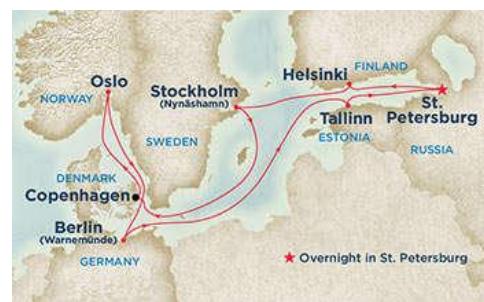 FINLAND
Helsinki
Oslo
Stockholm
(Nynäshamn)
NORWAY
St.
Petersburg
Tallinn
ESTONIA
SWEDEN
RUSSIA
DENMARK
Copenhagen
Berlin
(Warnemünde)
GERMANY
Overnight in St. Petersburg